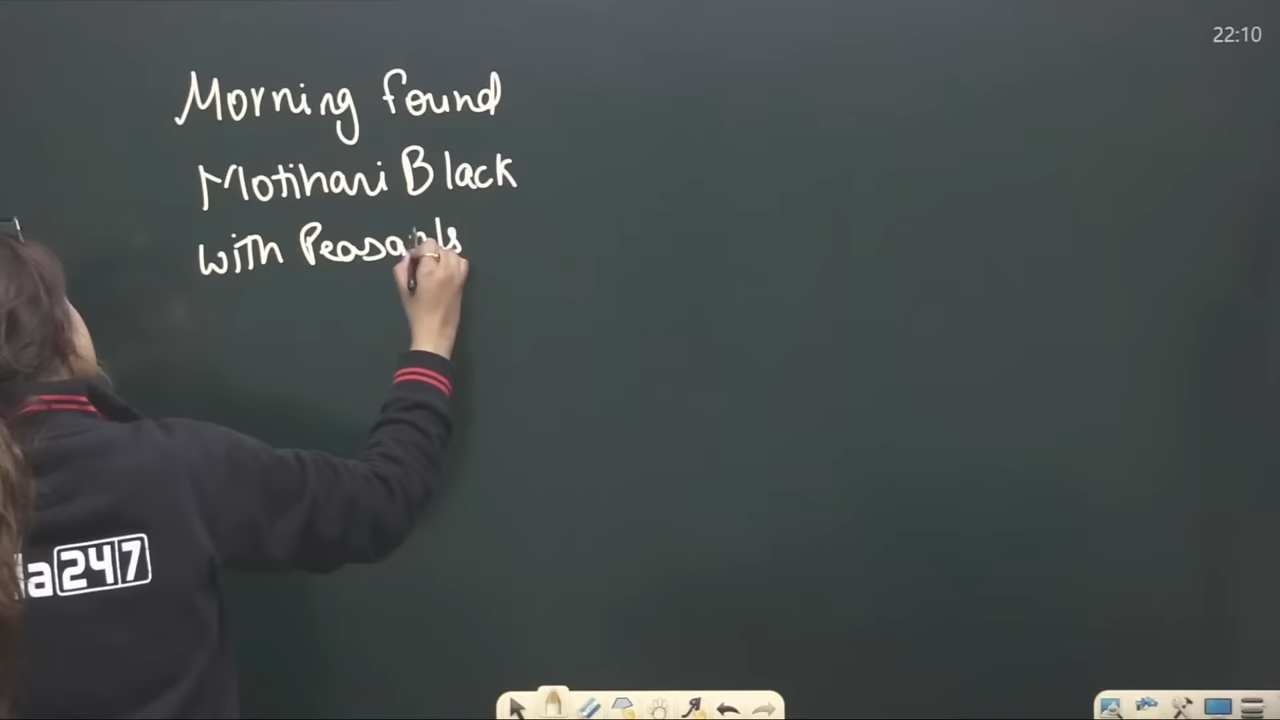 22:10
Morning found
Motihari Black
with Peasants
a247